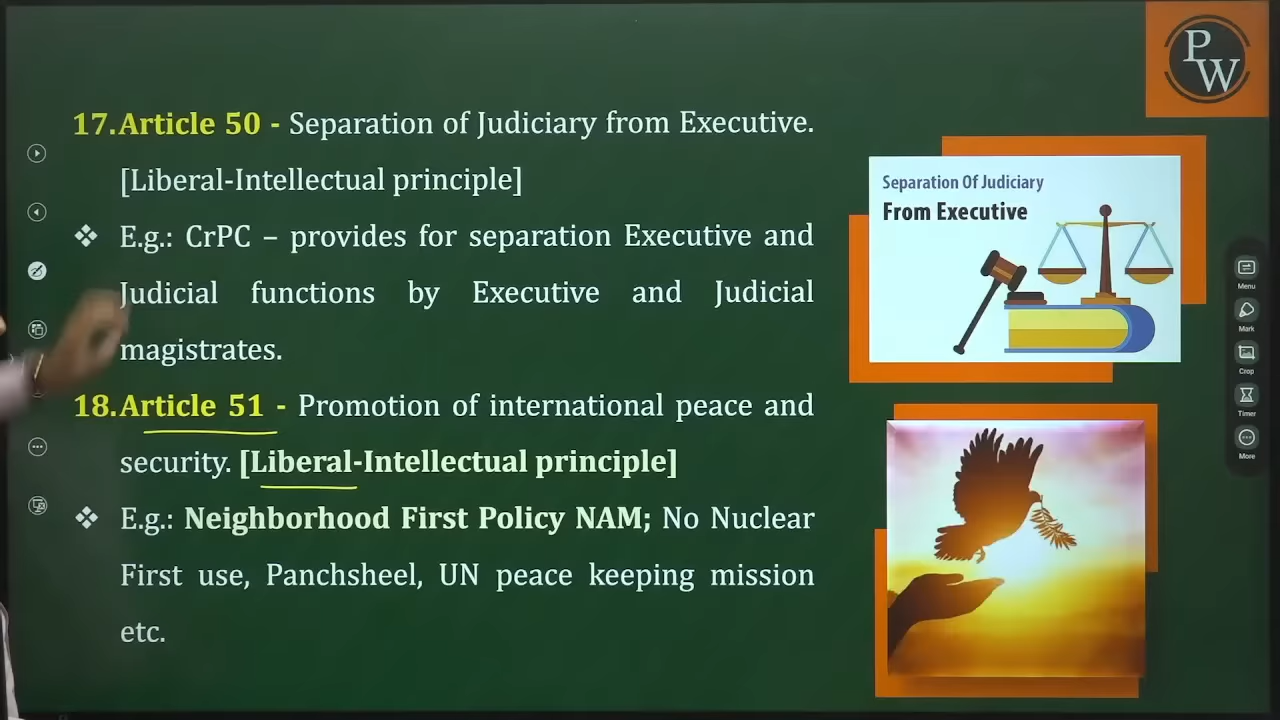 P
W
17. Article 50 - Separation of Judiciary from Executive.
[Liberal-Intellectual principle]
❖ E.g.: CrPC – provides for separation Executive and
Judicial functions by Executive and Judicial
magistrates.
18. Article 51 - Promotion of international peace and
security. [Liberal-Intellectual principle]
❖ E.g.: Neighborhood First Policy NAM; No Nuclear
First use, Panchsheel, UN peace keeping mission
etc.
Separation Of Judiciary
From Executive
Menu
Mark
Crop
Timer
More